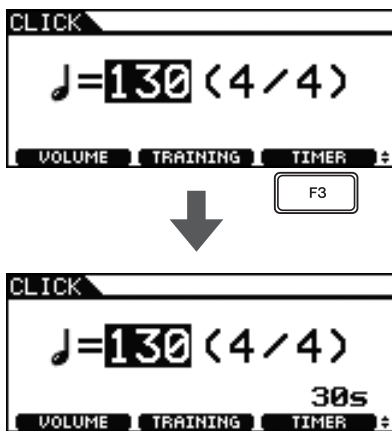 CLICK
♩=130 (4/4)
VOLUME TRAINING TIMER
F3
CLICK
♩=130 (4/4)
30s
VOLUME TRAINING TIMER